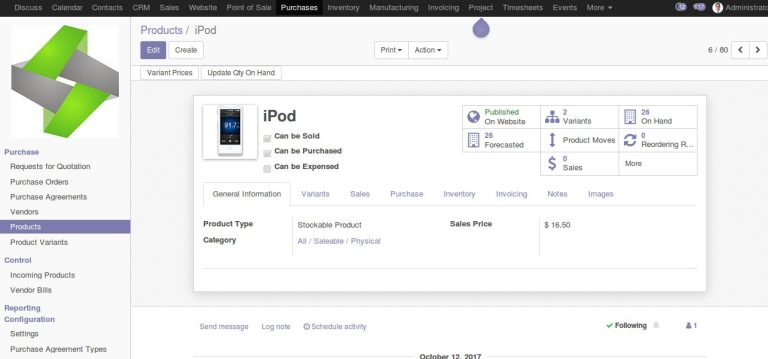 Discuss Calendar Contacts CRM Sales Website Point of Sale Purchases Inventory Manufacturing Invoicing Project Timesheets Events More 12 17 Administrato
Products / iPod
Edit Create Print Action 6 / 80
Variant Prices Update Qty On Hand
91.7
iPod
Can be Sold
Can be Purchased
Can be Expensed
Published
On Website
2
Variants
26
On Hand
26
Forecasted
Product Moves
0
Reordering R...
0
Sales
More
General Information Variants Sales Purchase Inventory Invoicing Notes Images
Product Type Stockable Product Sales Price $ 16.50
Category All / Saleable / Physical
Purchase
Requests for Quotation
Purchase Orders
Purchase Agreements
Vendors
Products
Product Variants
Control
Incoming Products
Vendor Bills
Reporting
Configuration
Settings
Purchase Agreement Types
Send message Log note Schedule activity Following 1
October 12, 2017